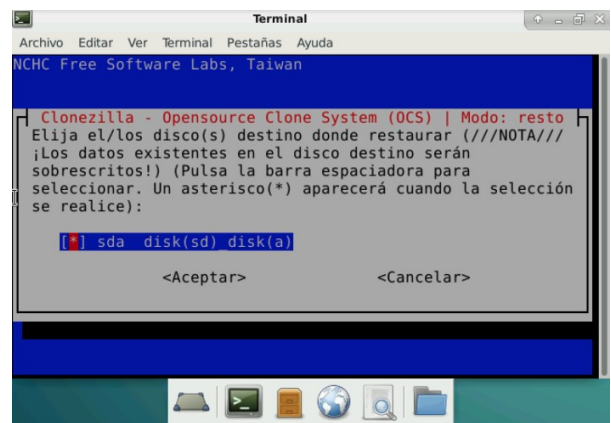 Terminal
Archivo Editar Ver Terminal Pestañas Ayuda
NCHC Free Software Labs, Taiwan
Clonezilla - Opensource Clone System (OCS) | Modo: resto
Elija el/los disco(s) destino donde restaurar (///NOTA///
¡Los datos existentes en el disco destino serán
sobrescritos!) (Pulsa la barra espaciadora para
seleccionar. Un asterisco(*) aparecerá cuando la selección
se realice):
[*] sda disk(sd)_disk(a)
<Aceptar> <Cancelar>